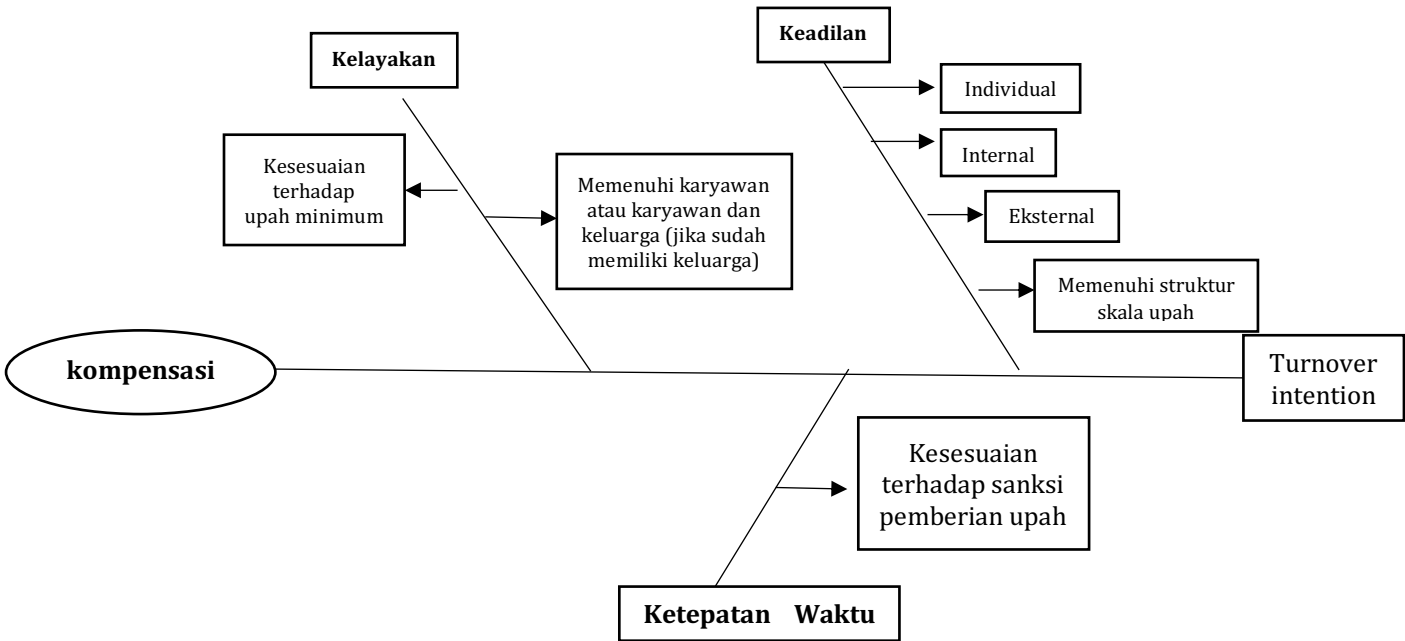 Keadilan
Kelayakan
Individual
Internal
Kesesuaian
terhadap
upah minimum
Memenuhi karyawan
atau karyawan dan
keluarga (jika sudah
memiliki keluarga)
Eksternal
Memenuhi struktur
skala upah
kompensasi
Turnover
intention
Kesesuaian
terhadap sanksi
pemberian upah
Ketepatan Waktu